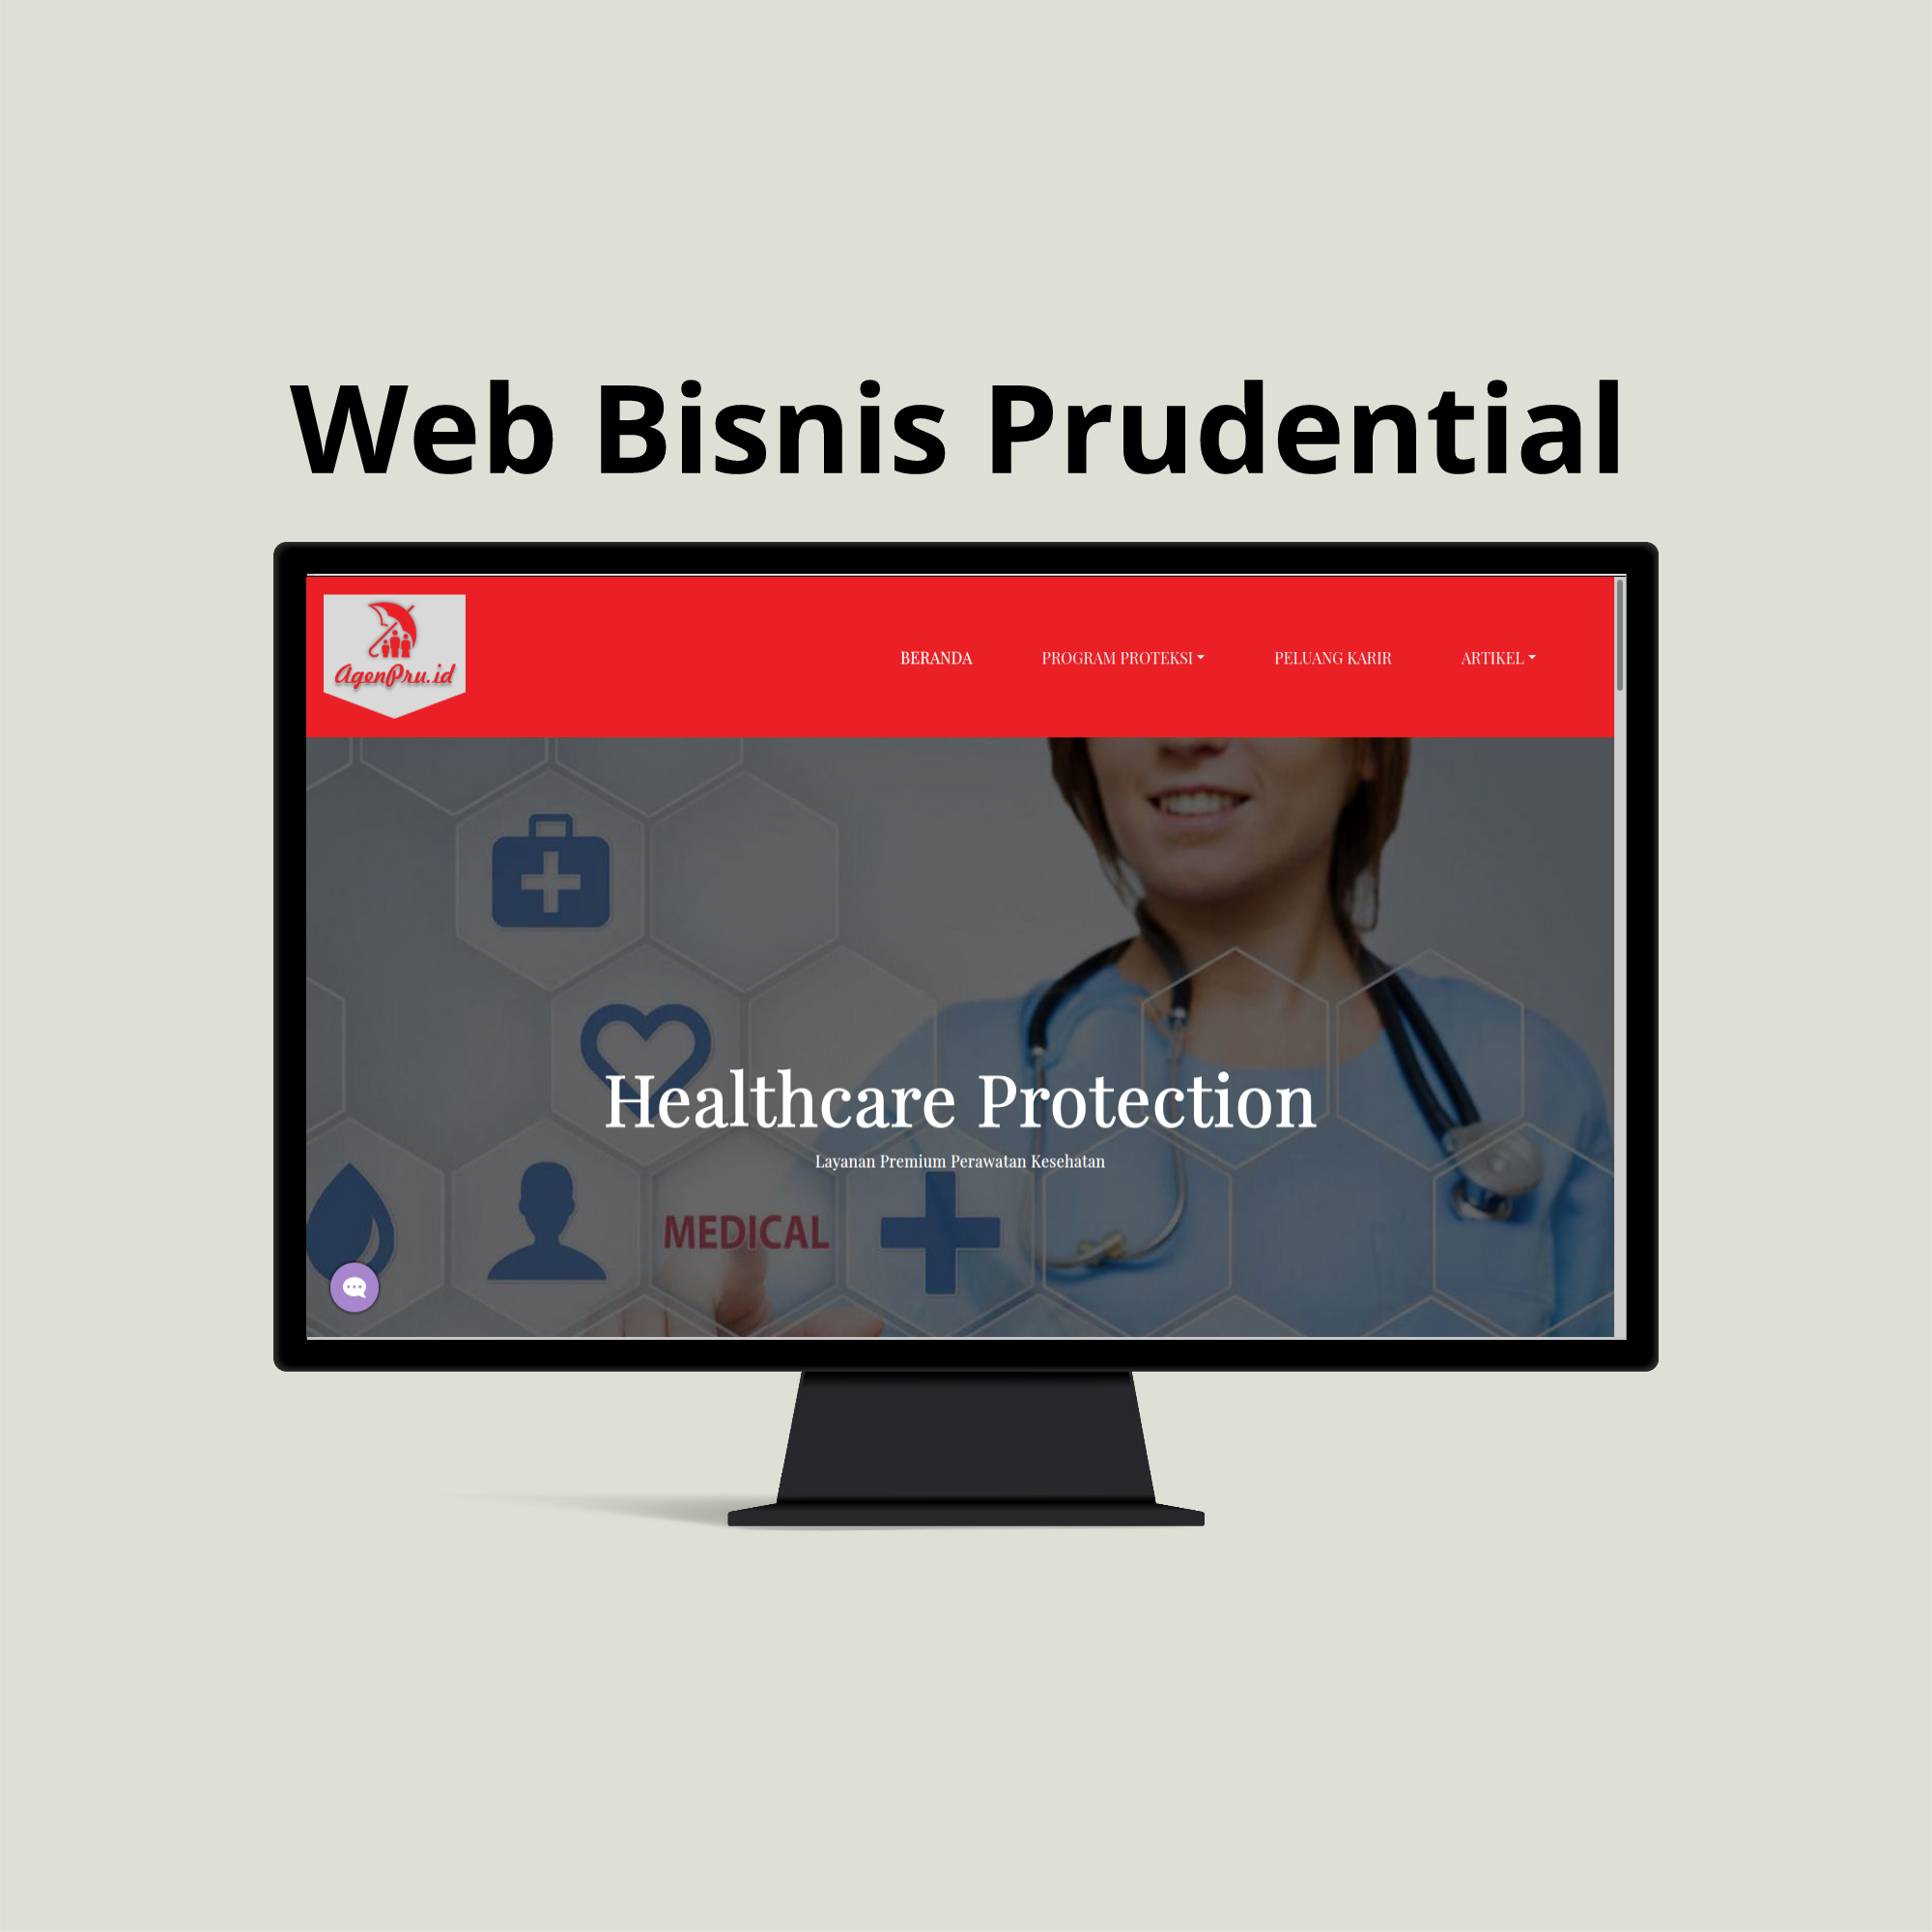 Web Bisnis Prudential
AgenPru.id
BERANDA PROGRAM PROTEKSI PELUANG KARIR ARTIKEL
Healthcare Protection
Layanan Premium Perawatan Kesehatan
MEDICAL